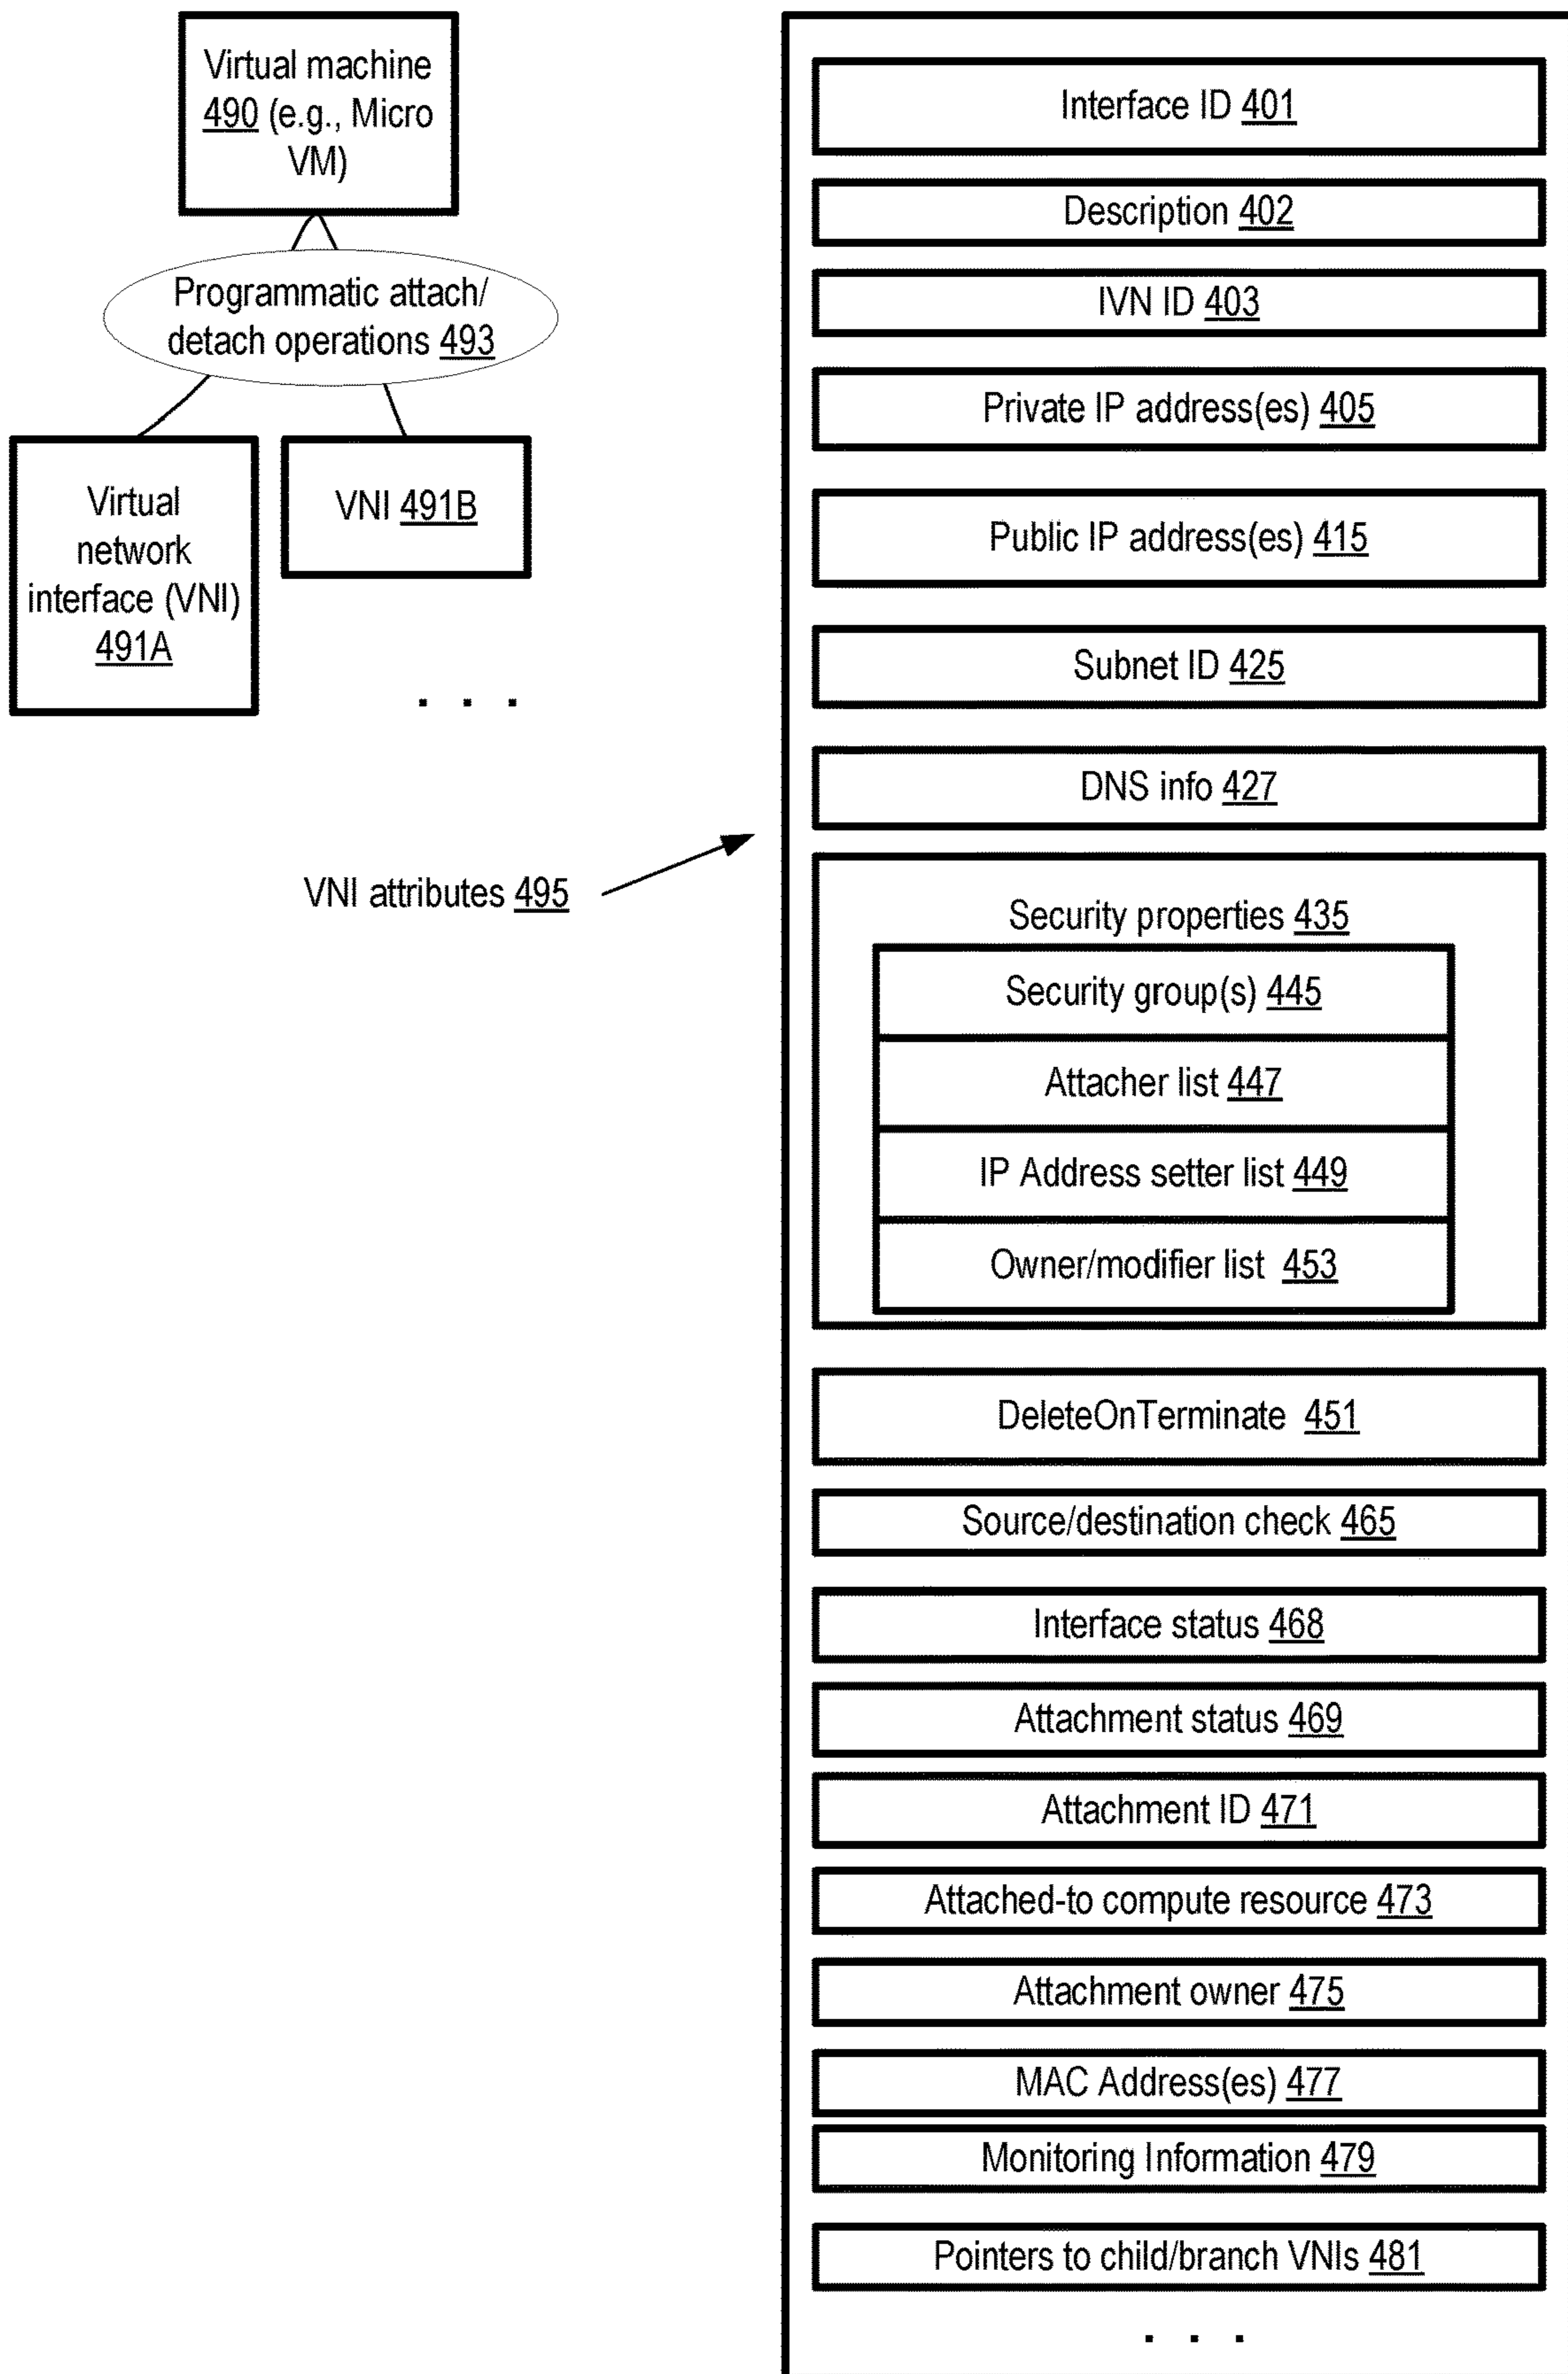 Virtual machine
490 (e.g., Micro
VM)
Programmatic attach/
detach operations 493
Virtual
network
interface (VNI)
491A
VNI 491B
. . .
VNI attributes 495
Interface ID 401
Description 402
IVN ID 403
Private IP address(es) 405
Public IP address(es) 415
Subnet ID 425
DNS info 427
Security properties 435
Security group(s) 445
Attacher list 447
IP Address setter list 449
Owner/modifier list 453
DeleteOnTerminate 451
Source/destination check 465
Interface status 468
Attachment status 469
Attachment ID 471
Attached-to compute resource 473
Attachment owner 475
MAC Address(es) 477
Monitoring Information 479
Pointers to child/branch VNIs 481
. . .